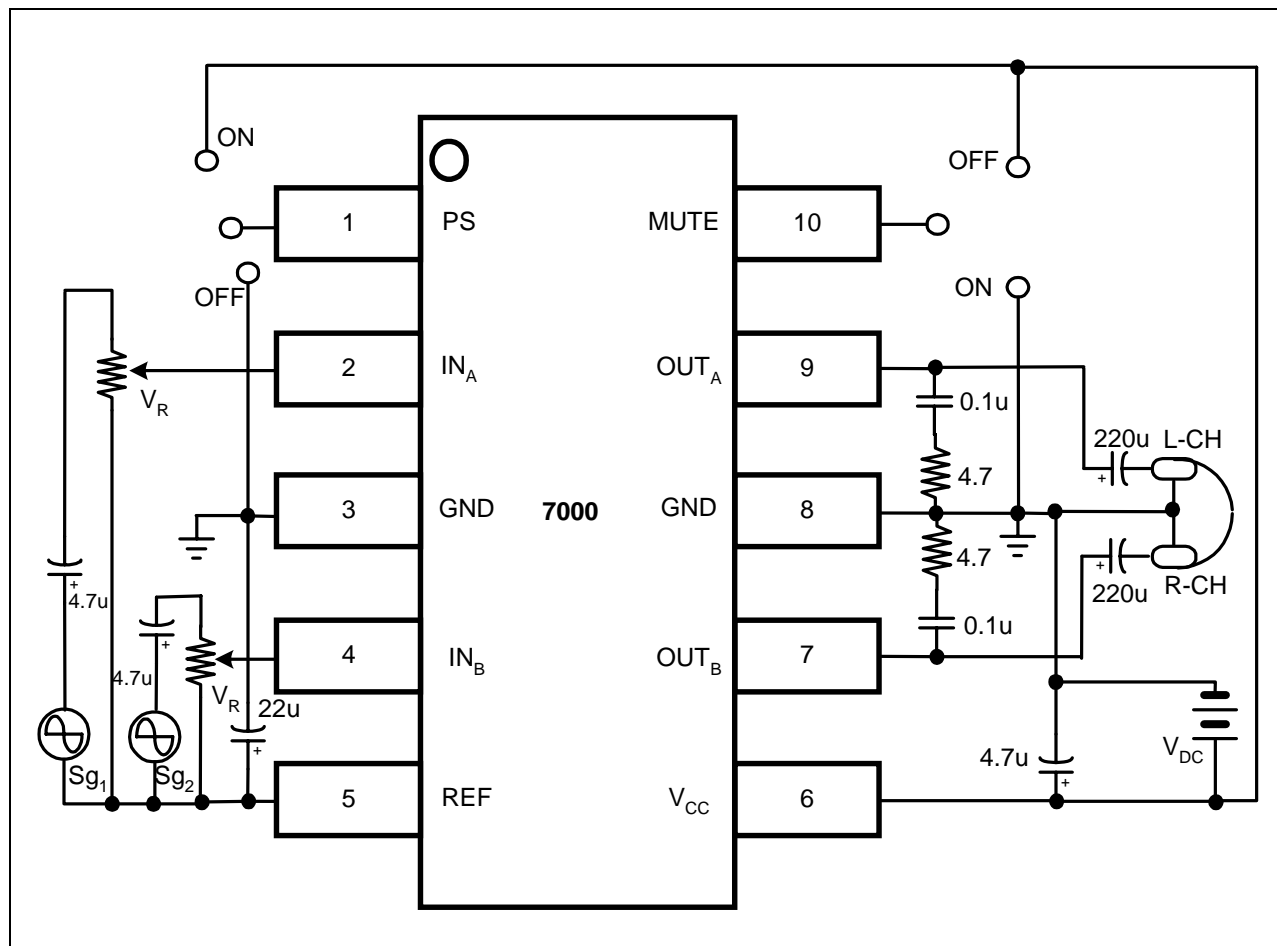 ON
OFF
1
PS
MUTE
10
OFF
ON
2
IN_A
OUT_A
9
V_R
0.1u
220u
L-CH
4.7
3
GND
7000
GND
8
4.7u
+
4.7
+
+
220u
R-CH
+
0.1u
4
IN_B
OUT_B
7
4.7u
V_R
22u
+
Sg_1
Sg_2
4.7u
+
V_DC
5
REF
V_CC
6